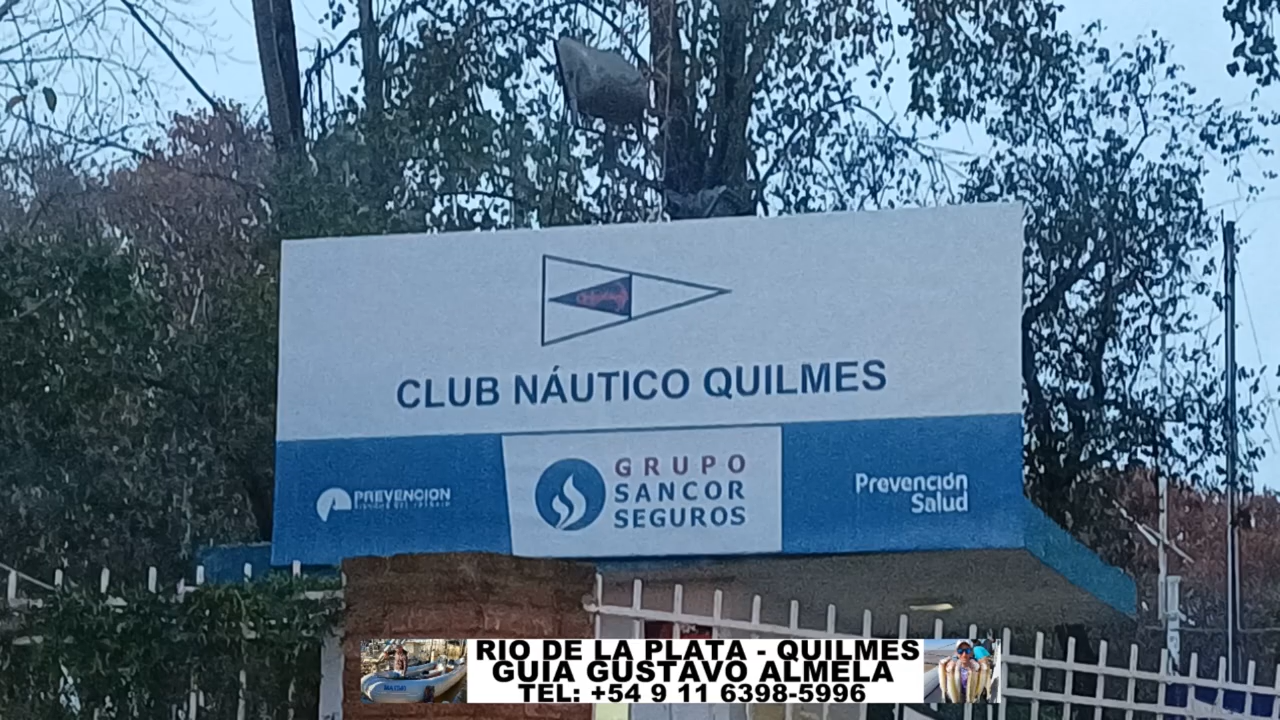 CLUB NÁUTICO QUILMES
PREVENCION
GRUPO
SANCOR
SEGUROS
Prevención
Salud
RIO DE LA PLATA - QUILMES
GUIA GUSTAVO ALMELA
TEL: +54 9 11 6398-5996